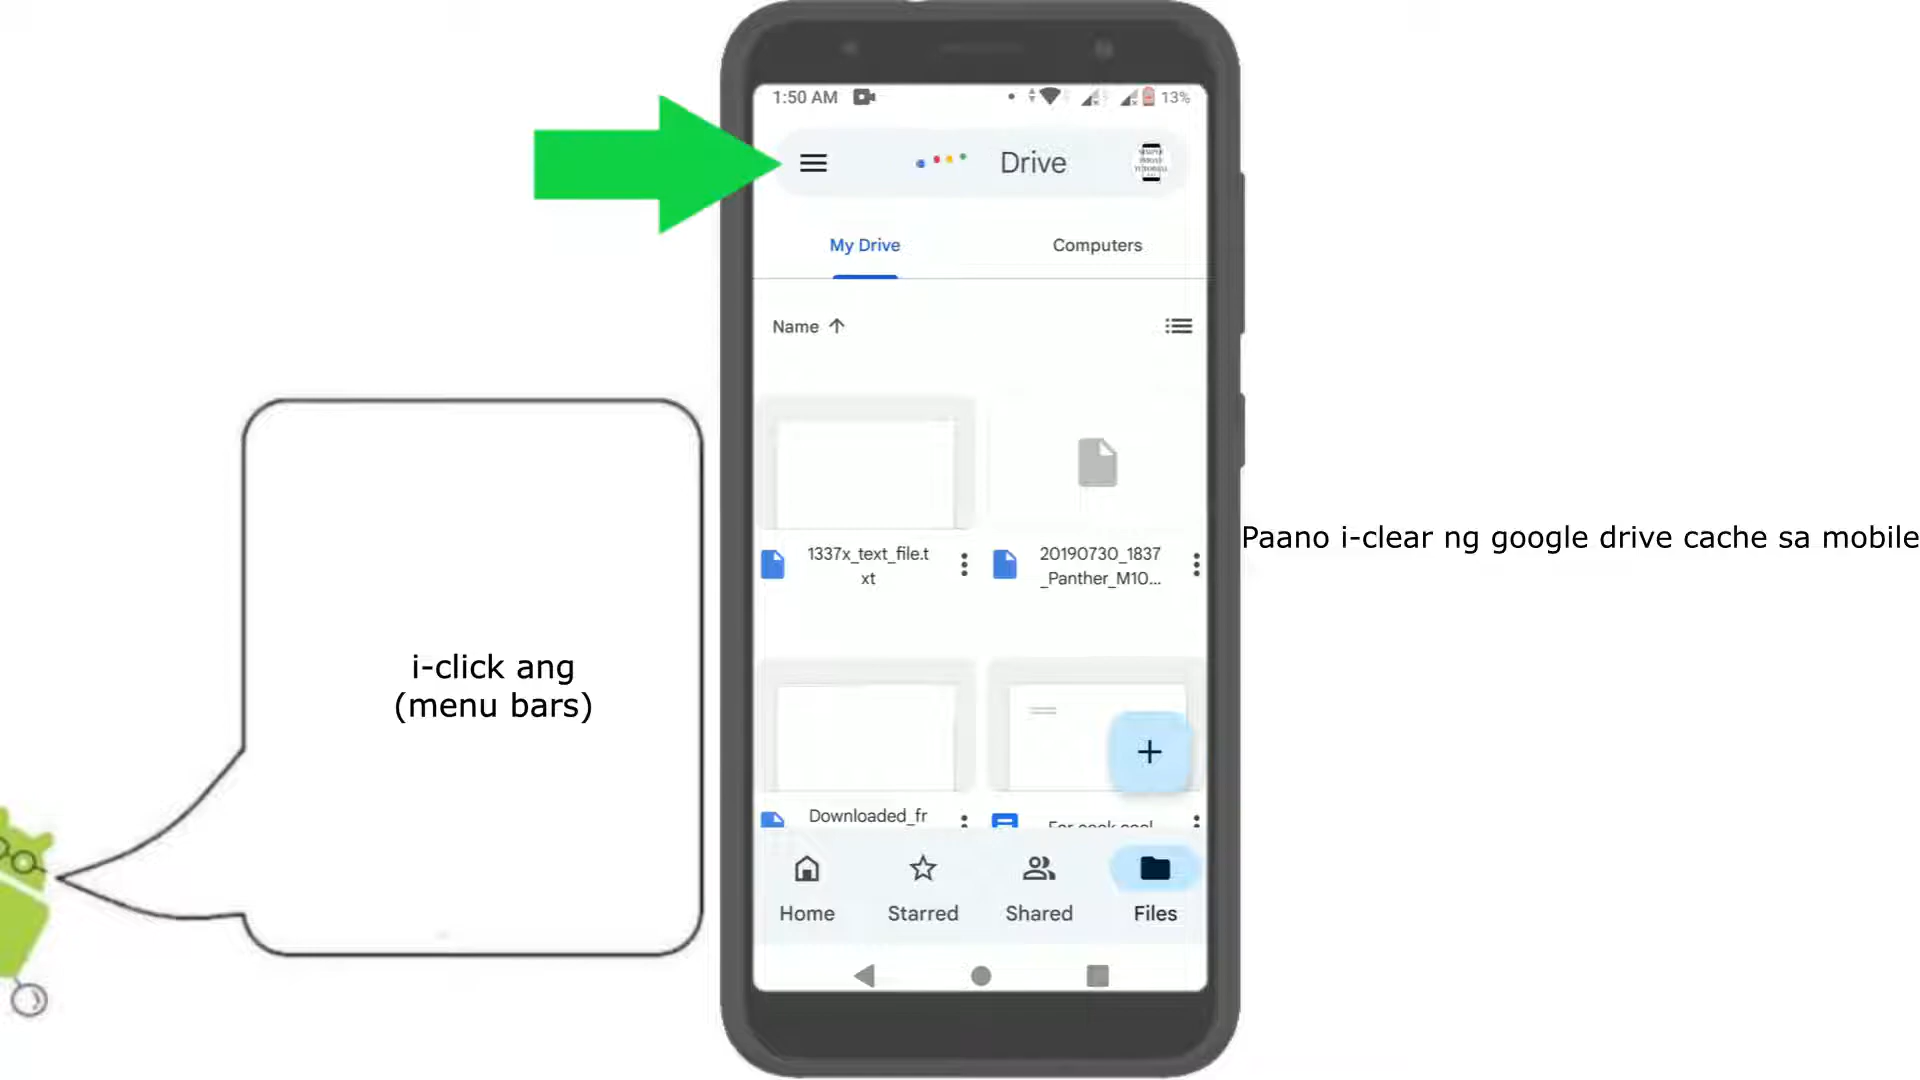 1:50 AM
13%
Drive
My Drive
Computers
Name
1337x_text_file.t
xt
20190730_1837
_Panther_M10...
Downloaded_fr
Home
Starred
Shared
Files
i-click ang
(menu bars)
Paano i-clear ng google drive cache sa mobile